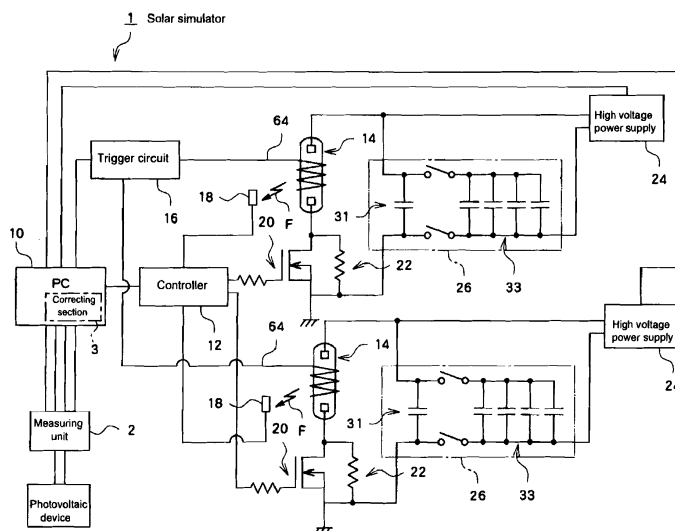 1 Solar simulator
64
14
High voltage
power supply
24
Trigger circuit
16
18
F
20
31
22
26
33
10
PC
Correcting
section
3
Controller
12
64
14
High voltage
power supply
24
18
F
20
31
22
26
33
Measuring
unit
2
Photovoltaic
device